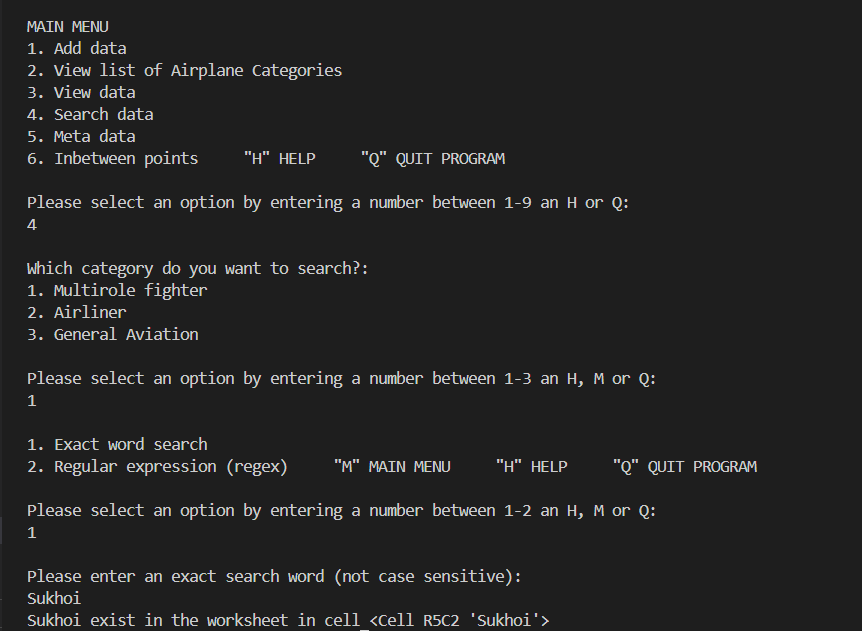 MAIN MENU
1. Add data
2. View list of Airplane Categories
3. View data
4. Search data
5. Meta data
6. Inbetween points     "H" HELP     "Q" QUIT PROGRAM
Please select an option by entering a number between 1-9 an H or Q:
4
Which category do you want to search?:
1. Multirole fighter
2. Airliner
3. General Aviation
Please select an option by entering a number between 1-3 an H, M or Q:
1
1. Exact word search
2. Regular expression (regex)     "M" MAIN MENU     "H" HELP     "Q" QUIT PROGRAM
Please select an option by entering a number between 1-2 an H, M or Q:
1
Please enter an exact search word (not case sensitive):
Sukhoi
Sukhoi exist in the worksheet in cell <Cell R5C2 'Sukhoi'>